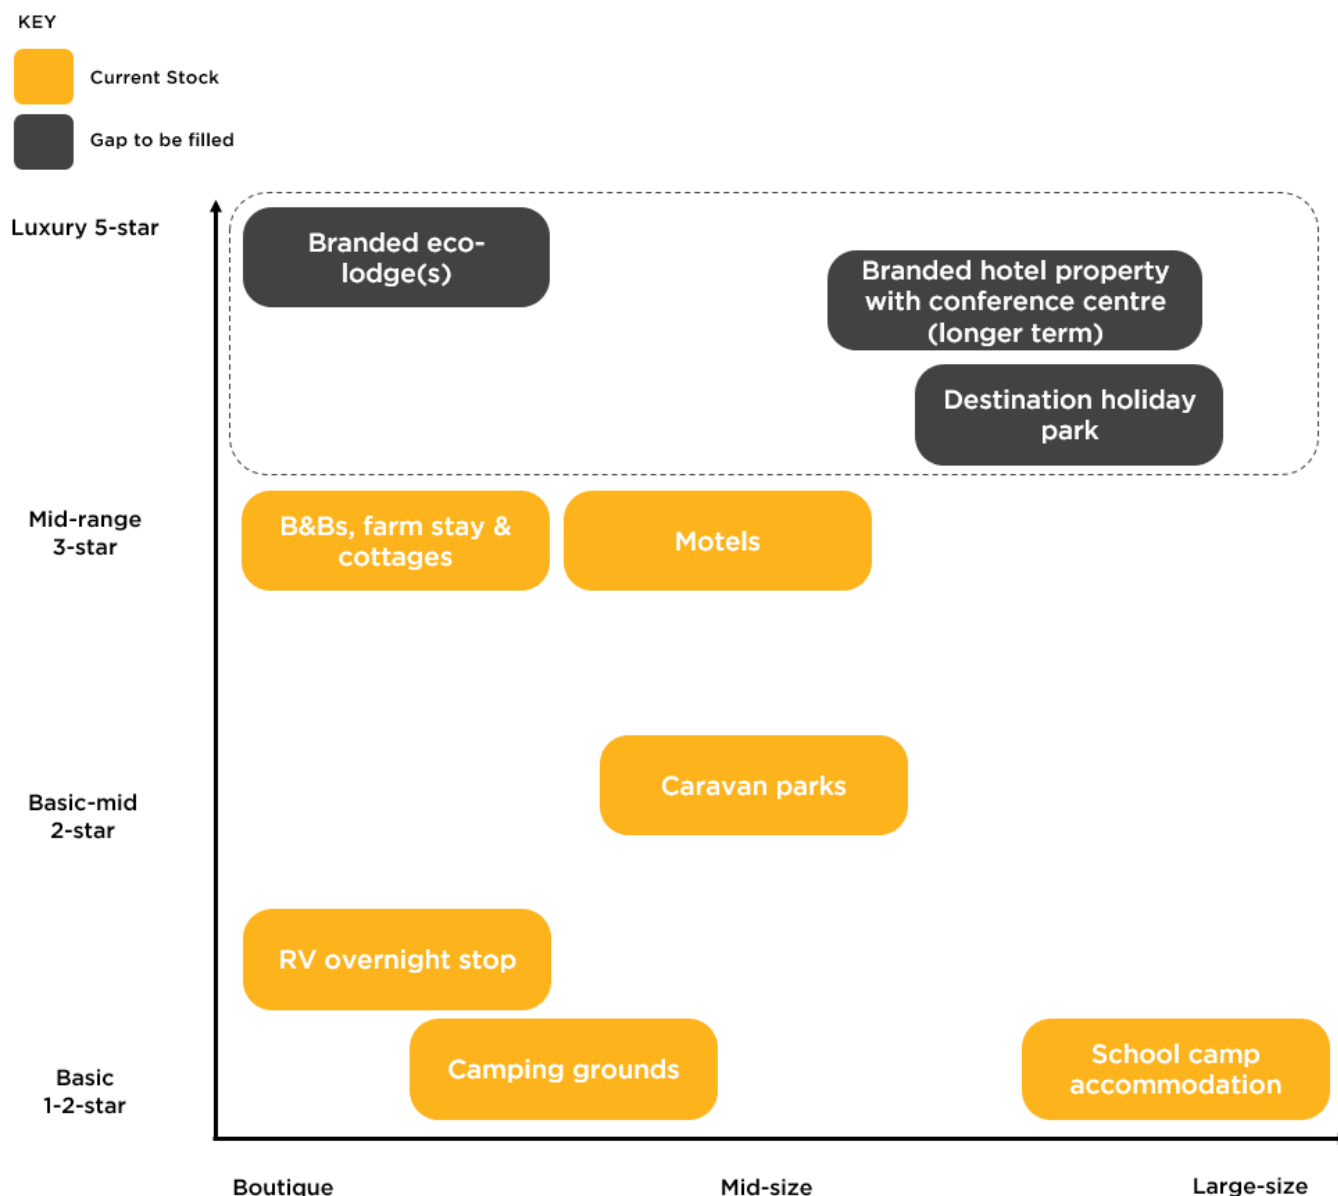 KEY
Current Stock
Gap to be filled
Luxury 5-star
Branded eco-
lodge(s)
Branded hotel property
with conference centre
(longer term)
Destination holiday
park
Mid-range
3-star
B&Bs, farm stay &
cottages
Motels
Basic-mid
2-star
Caravan parks
RV overnight stop
Basic
1-2-star
Camping grounds
School camp
accommodation
Boutique
Mid-size
Large-size